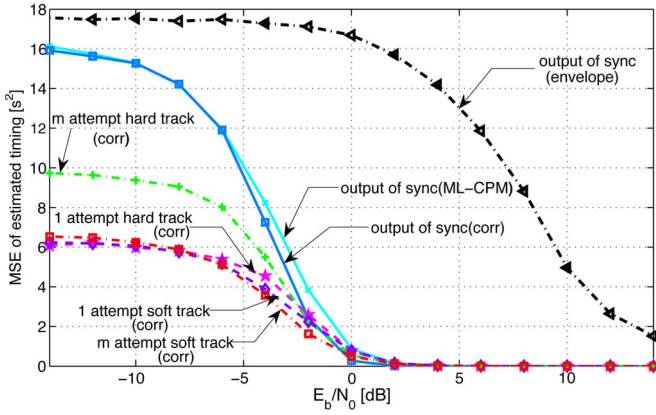 18
16
14
12
10
8
6
4
2
0
−10
−5
0
5
10
MSE of estimated timing [s²]
E_b/N_0 [dB]
output of sync
(envelope)
m attempt hard track
(corr)
output of sync(ML−CPM)
1 attempt hard track
(corr)
output of sync(corr)
1 attempt soft track
(corr)
m attempt soft track
(corr)